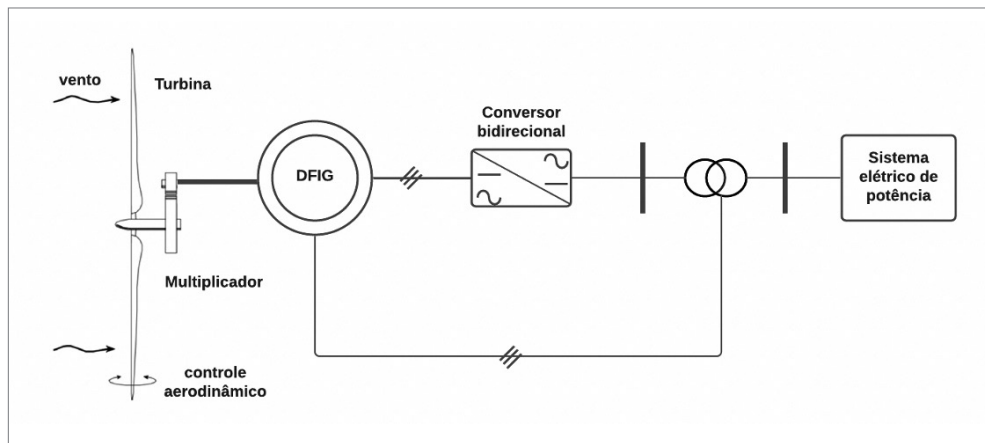 vento
Turbina
Conversor
bidirecional
DFIG
Sistema
elétrico de
potência
Multiplicador
controle
aerodinâmico